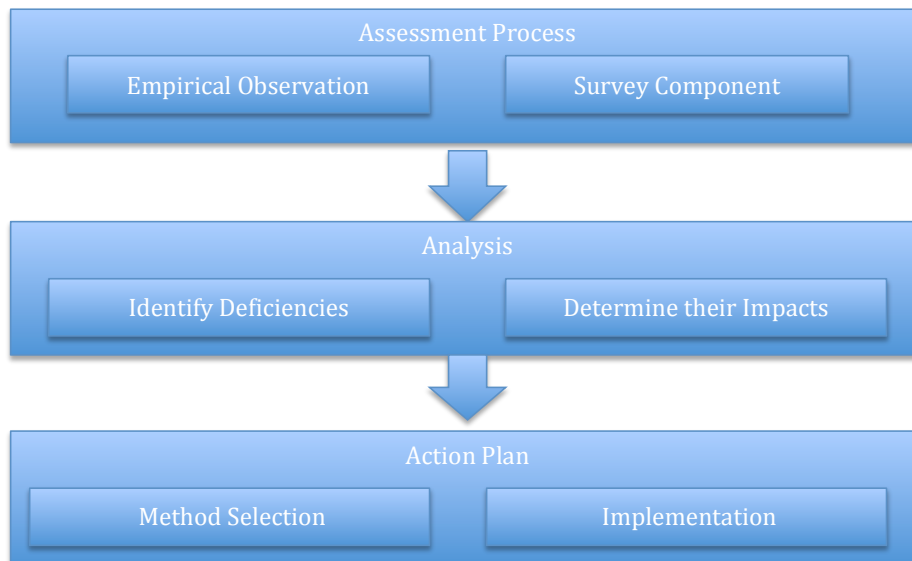 Assessment Process
Empirical Observation
Survey Component
Analysis
Identify Deficiencies
Determine their Impacts
Action Plan
Method Selection
Implementation